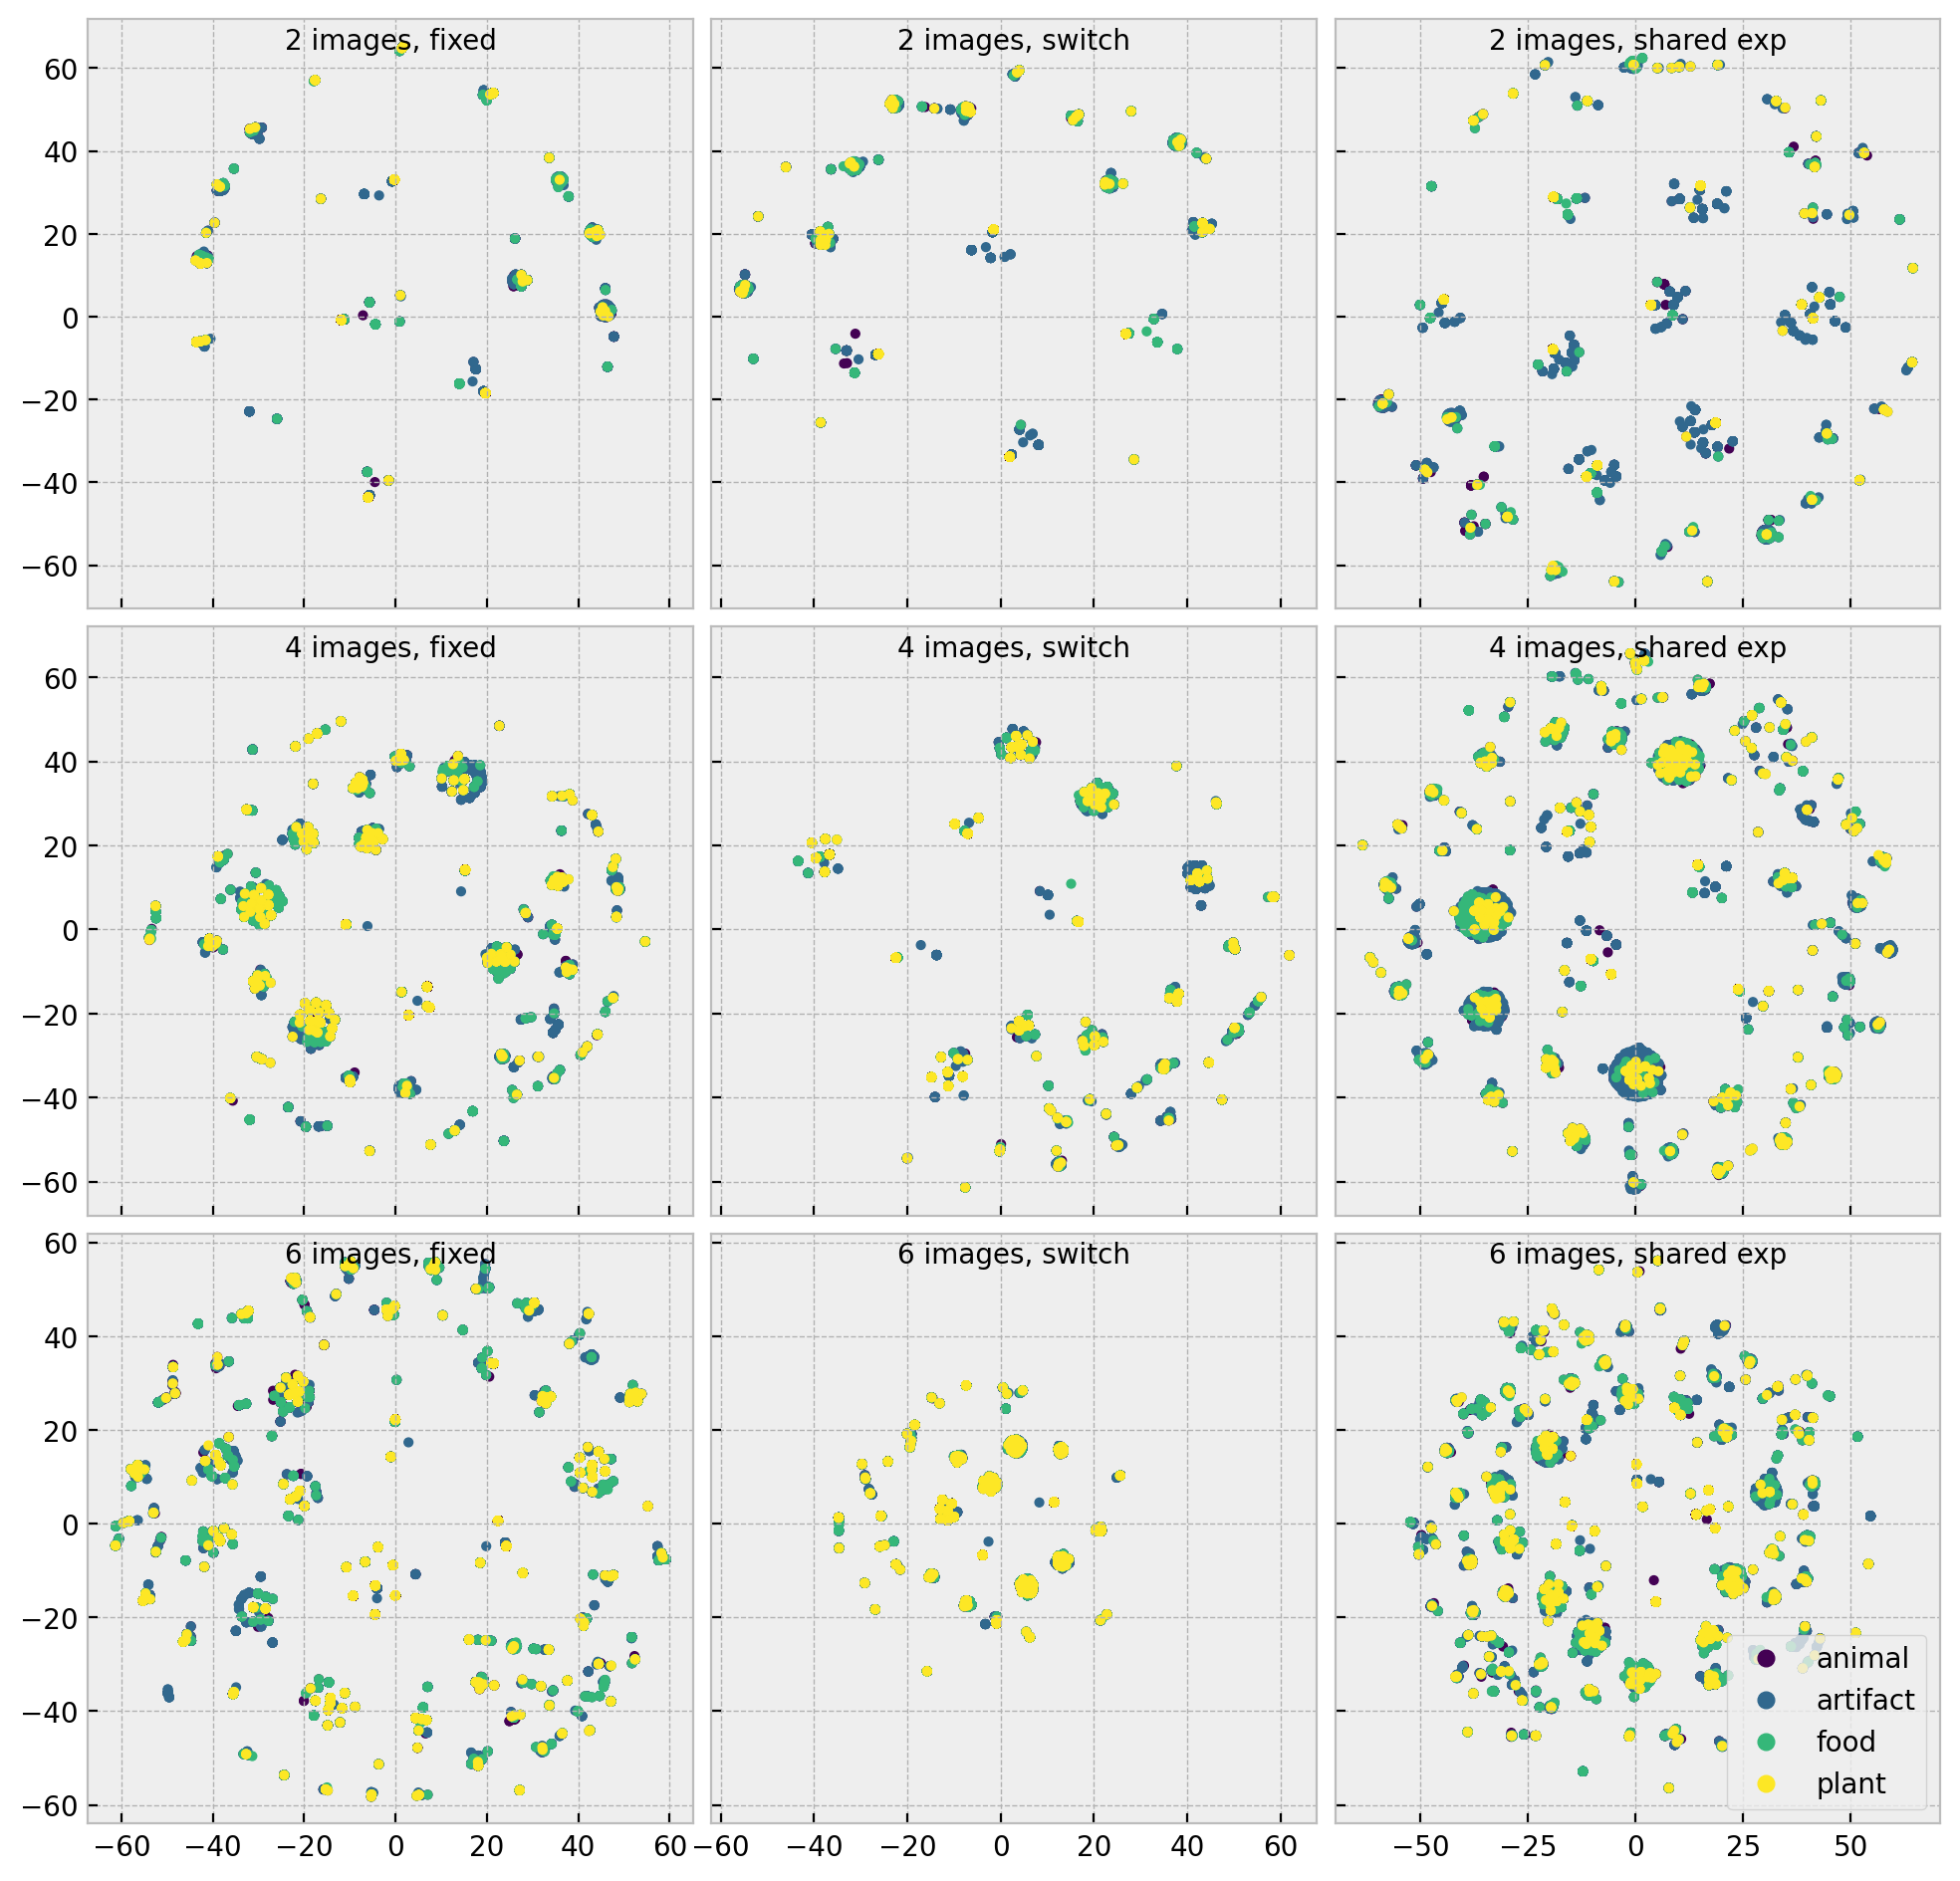 2 images, fixed
2 images, switch
2 images, shared exp
60
40
20
0
−20
−40
−60
4 images, fixed
4 images, switch
4 images, shared exp
60
40
20
0
−20
−40
−60
6 images, fixed
6 images, switch
6 images, shared exp
60
40
20
0
−20
−40
−60
animal
artifact
food
plant
−60 −40 −20 0 20 40 60
−60 −40 −20 0 20 40 60
−50 −25 0 25 50